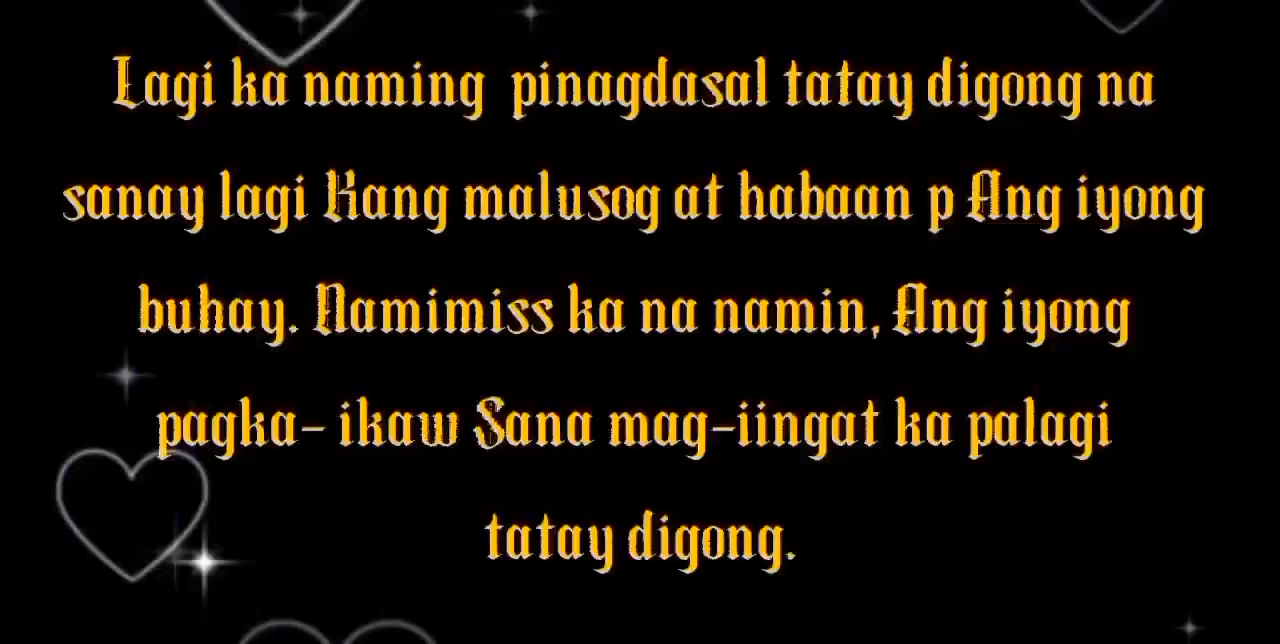 Lagi ka naming pinagdasal tatay digong na
sanay lagi Kang malusog at habaan p Ang iyong
buhay. Namimiss ka na namin, Ang iyong
pagka- ikaw Sana mag-iingat ka palagi
tatay digong.